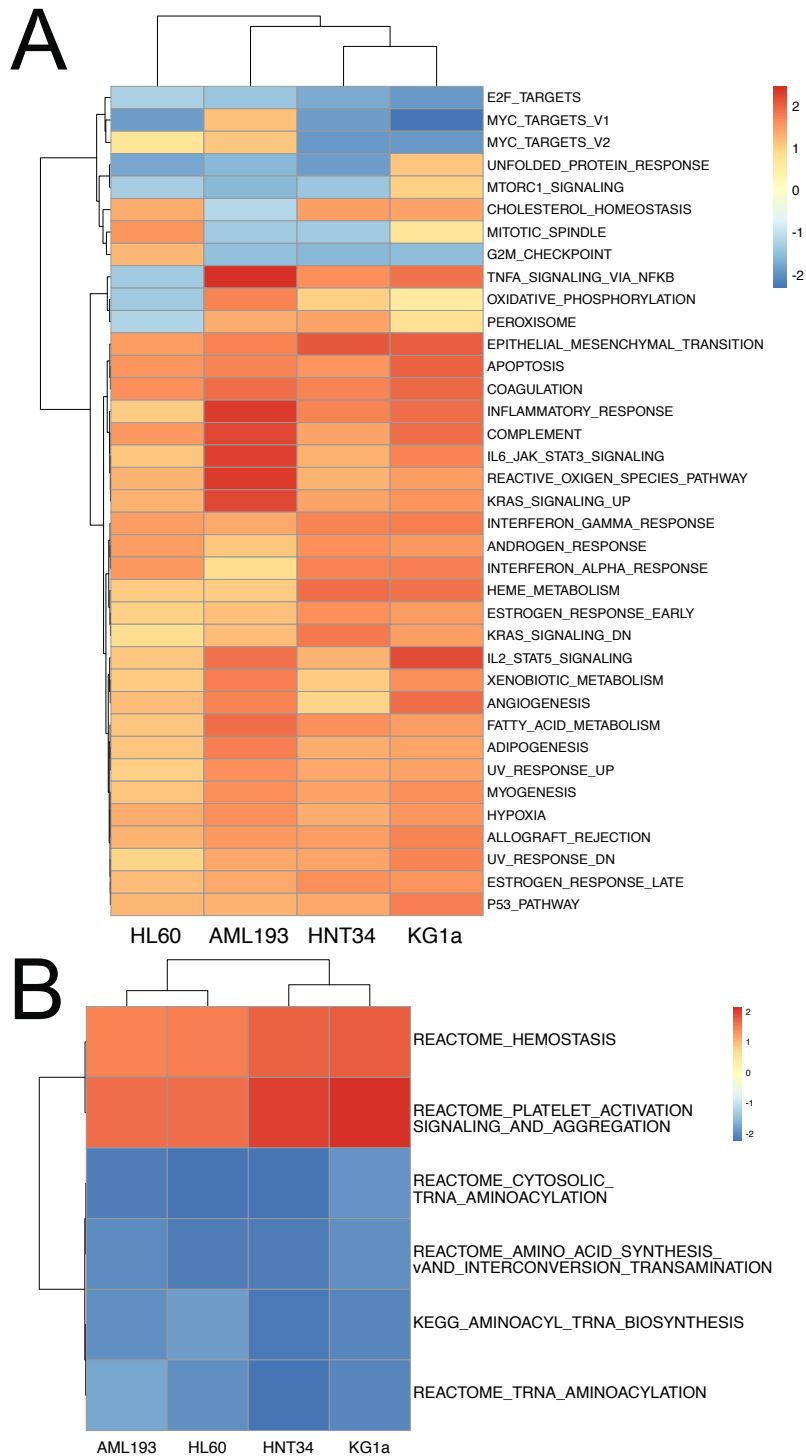 A
E2F_TARGETS
MYC_TARGETS_V1
MYC_TARGETS_V2
UNFOLDED_PROTEIN_RESPONSE
MTORC1_SIGNALING
CHOLESTEROL_HOMEOSTASIS
MITOTIC_SPINDLE
G2M_CHECKPOINT
TNFA_SIGNALING_VIA_NFKB
OXIDATIVE_PHOSPHORYLATION
PEROXISOME
EPITHELIAL_MESENCHYMAL_TRANSITION
APOPTOSIS
COAGULATION
INFLAMMATORY_RESPONSE
COMPLEMENT
IL6_JAK_STAT3_SIGNALING
REACTIVE_OXIGEN_SPECIES_PATHWAY
KRAS_SIGNALING_UP
INTERFERON_GAMMA_RESPONSE
ANDROGEN_RESPONSE
INTERFERON_ALPHA_RESPONSE
HEME_METABOLISM
ESTROGEN_RESPONSE_EARLY
KRAS_SIGNALING_DN
IL2_STAT5_SIGNALING
XENOBIOTIC_METABOLISM
ANGIOGENESIS
FATTY_ACID_METABOLISM
ADIPOGENESIS
UV_RESPONSE_UP
MYOGENESIS
HYPOXIA
ALLOGRAFT_REJECTION
UV_RESPONSE_DN
ESTROGEN_RESPONSE_LATE
P53_PATHWAY
2
1
0
-1
-2
HL60 AML193 HNT34 KG1a
B
REACTOME_HEMOSTASIS
REACTOME_PLATELET_ACTIVATION
SIGNALING_AND_AGGREGATION
REACTOME_CYTOSOLIC_
TRNA_AMINOACYLATION
REACTOME_AMINO_ACID_SYNTHESIS_
vAND_INTERCONVERSION_TRANSAMINATION
KEGG_AMINOACYL_TRNA_BIOSYNTHESIS
REACTOME_TRNA_AMINOACYLATION
2
1
0
-1
-2
AML193 HL60 HNT34 KG1a